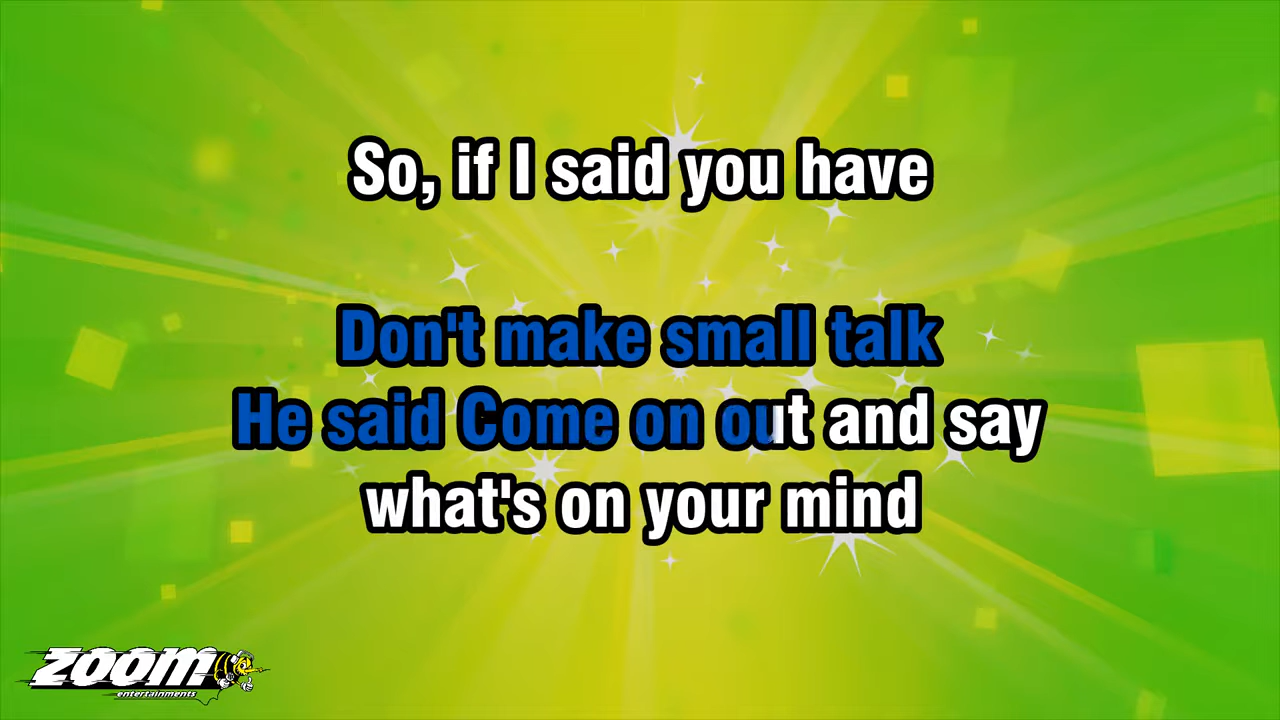 So, if I said you have
Don't make small talk
He said Come on out and say
what's on your mind
ZOOM
entertainments